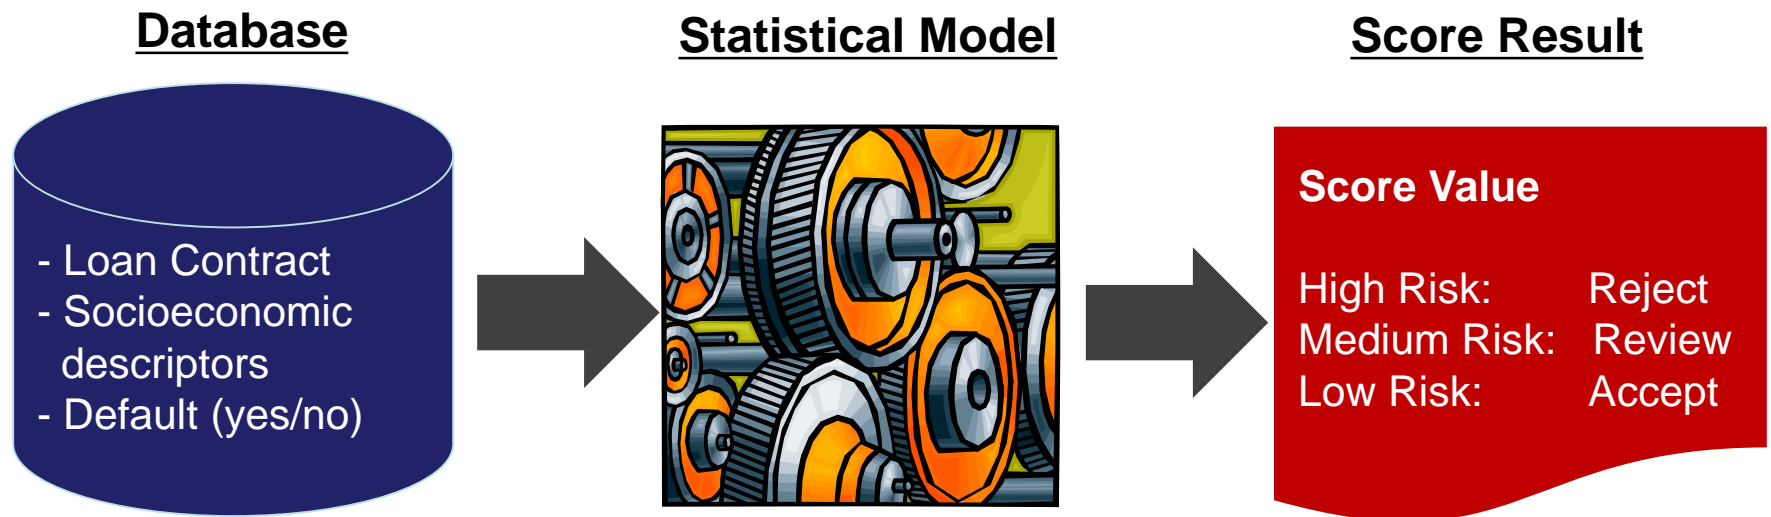 Database
- Loan Contract
- Socioeconomic
descriptors
- Default (yes/no)
Statistical Model
Score Result
Score Value
High Risk: Reject
Medium Risk: Review
Low Risk: Accept